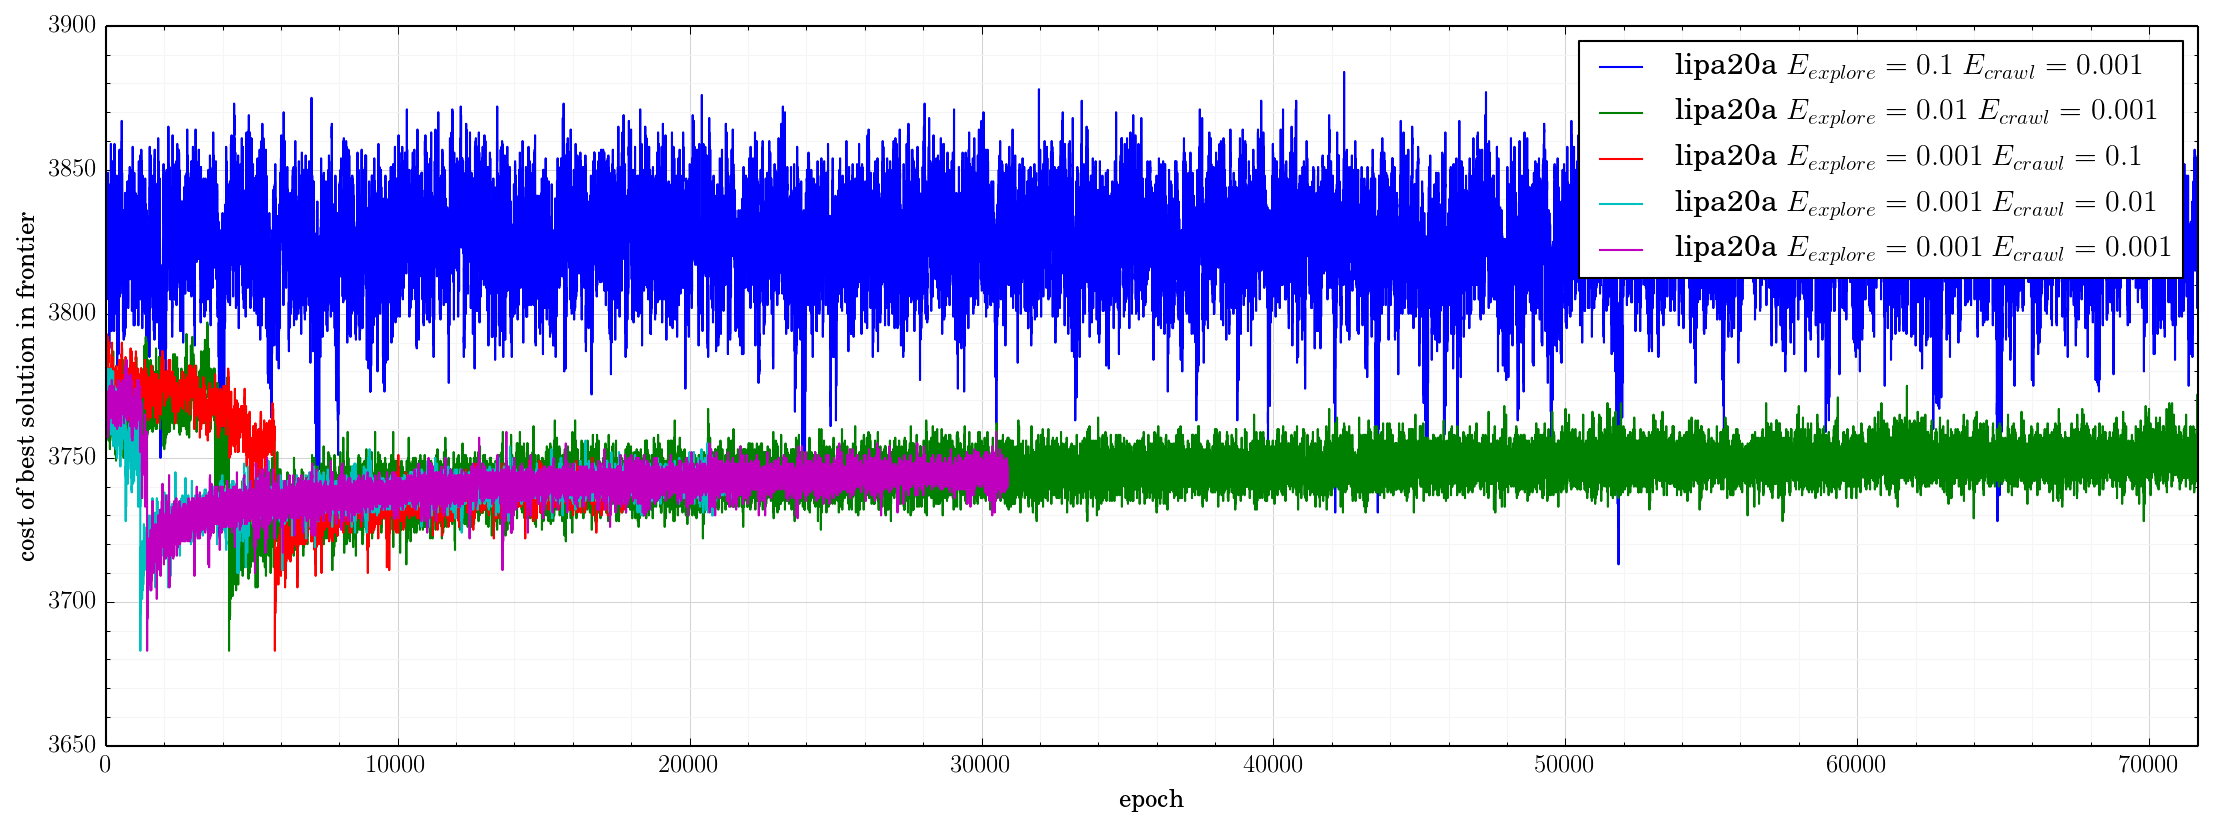 3900
3850
3800
3750
3700
3650
cost of best solution in frontier
0 10000 20000 30000 40000 50000 60000 70000
epoch
lipa20a E_explore = 0.1 E_crawl = 0.001
lipa20a E_explore = 0.01 E_crawl = 0.001
lipa20a E_explore = 0.001 E_crawl = 0.1
lipa20a E_explore = 0.001 E_crawl = 0.01
lipa20a E_explore = 0.001 E_crawl = 0.001